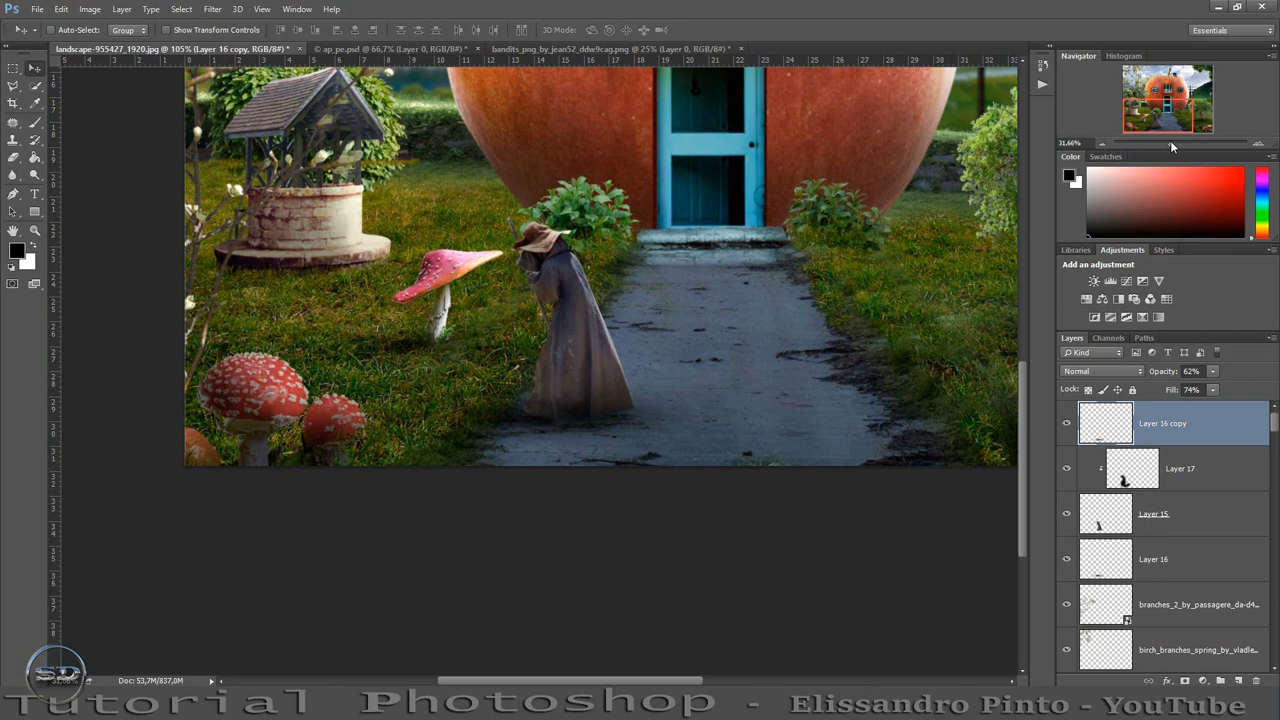 Ps File Edit Image Layer Type Select Filter 3D View Window Help
Auto-Select: Group Show Transform Controls 3D Mode: Essentials
landscape-955427_1920.jpg @ 105% (Layer 16 copy, RGB/8#) * × © ap_pe.psd @ 66,7% (Layer 0, RGB/8#) * × bandits_png_by_jean52_ddw9cag.png @ 25% (Layer 0, RGB/8#) * ×
Navigator Histogram
31.66%
Color Swatches
Libraries Adjustments Styles
Add an adjustment
Layers Channels Paths
Kind
Normal Opacity: 62%
Lock: Fill: 74%
Layer 16 copy
Layer 17
Layer 15
Layer 16
branches_2_by_passagere_da-d4...
birch_branches_spring_by_vladle...
SD
Doc: 53,7M/837,0M
Tutorial Photoshop - Elissandro Pinto - YouTube